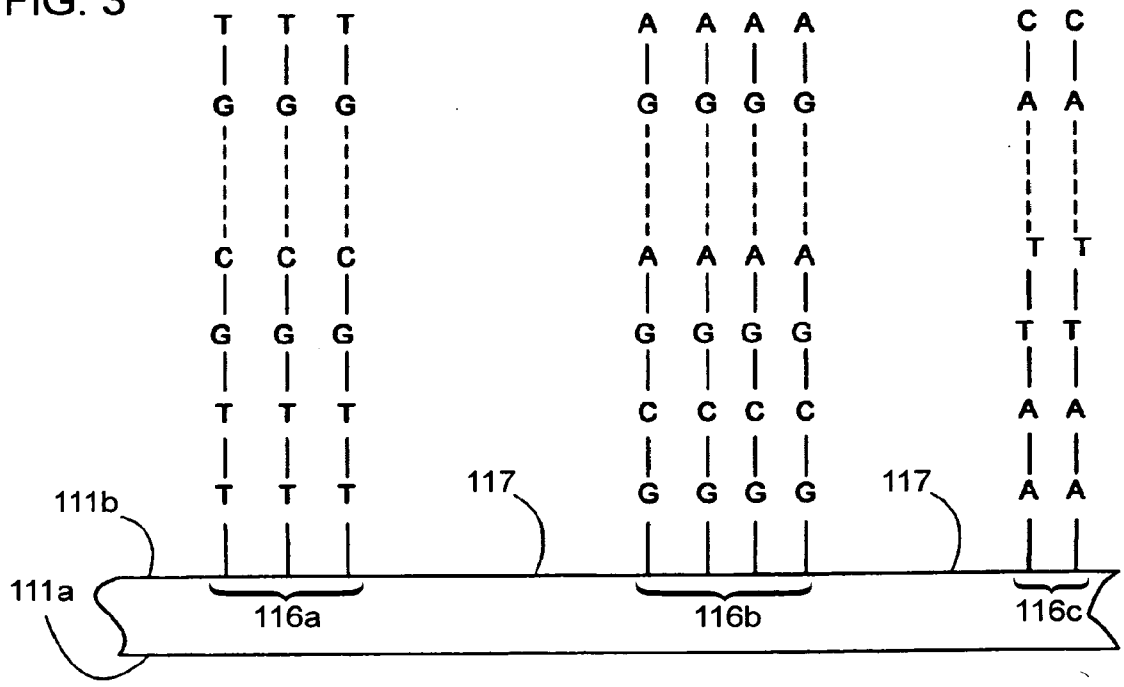 FIG. 3
T T T A A A A C C
G G G G G G G A A
C C C A A A A T T
G G G G G G G T T
T T T C C C C A A
T T T G G G G A A
111b 117 117
111a
116a 116b 116c